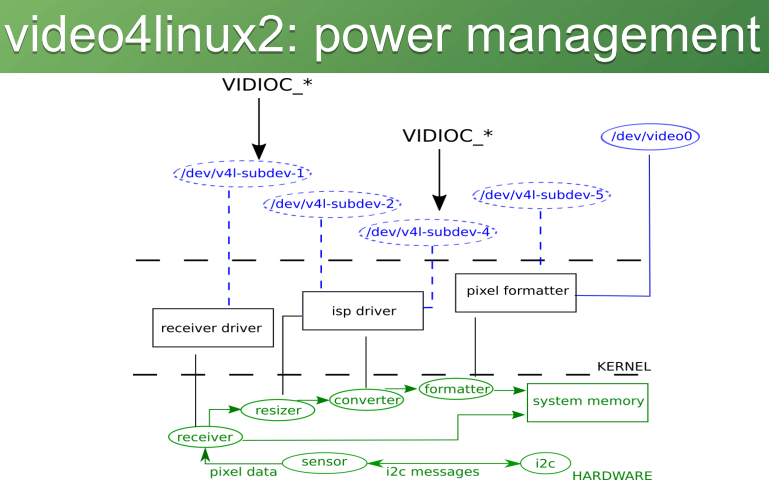 video4linux2: power management
VIDIOC_*
VIDIOC_*
/dev/video0
/dev/v4l-subdev-1
/dev/v4l-subdev-2
/dev/v4l-subdev-5
/dev/v4l-subdev-4
pixel formatter
isp driver
receiver driver
KERNEL
formatter
converter
system memory
resizer
receiver
sensor
i2c
pixel data
i2c messages
HARDWARE